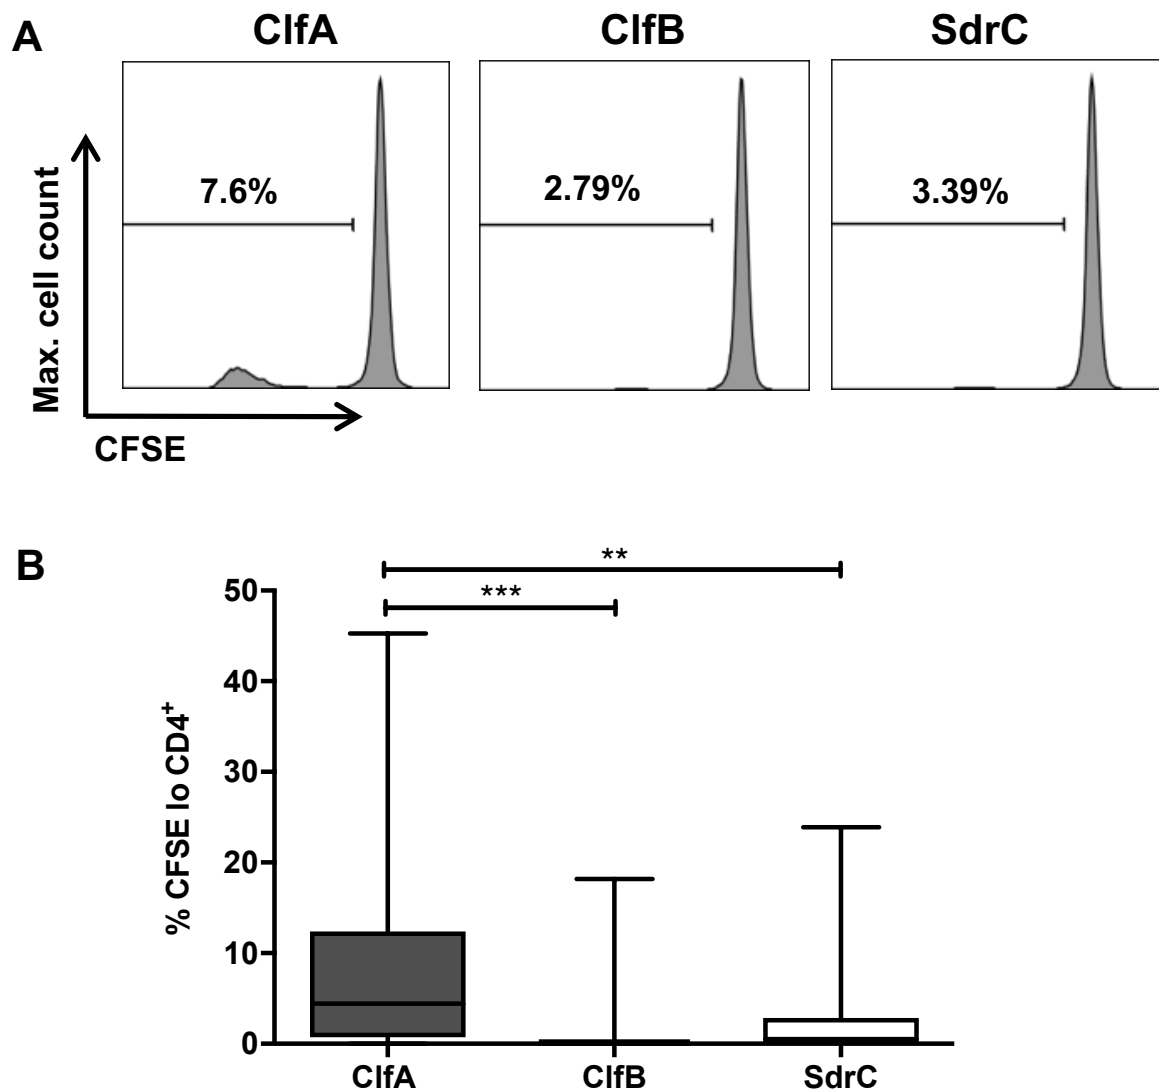 A
ClfA ClfB SdrC
Max. cell count
7.6% 2.79% 3.39%
CFSE
B
**
***
% CFSE lo CD4⁺
50
40
30
20
10
0
ClfA ClfB SdrC